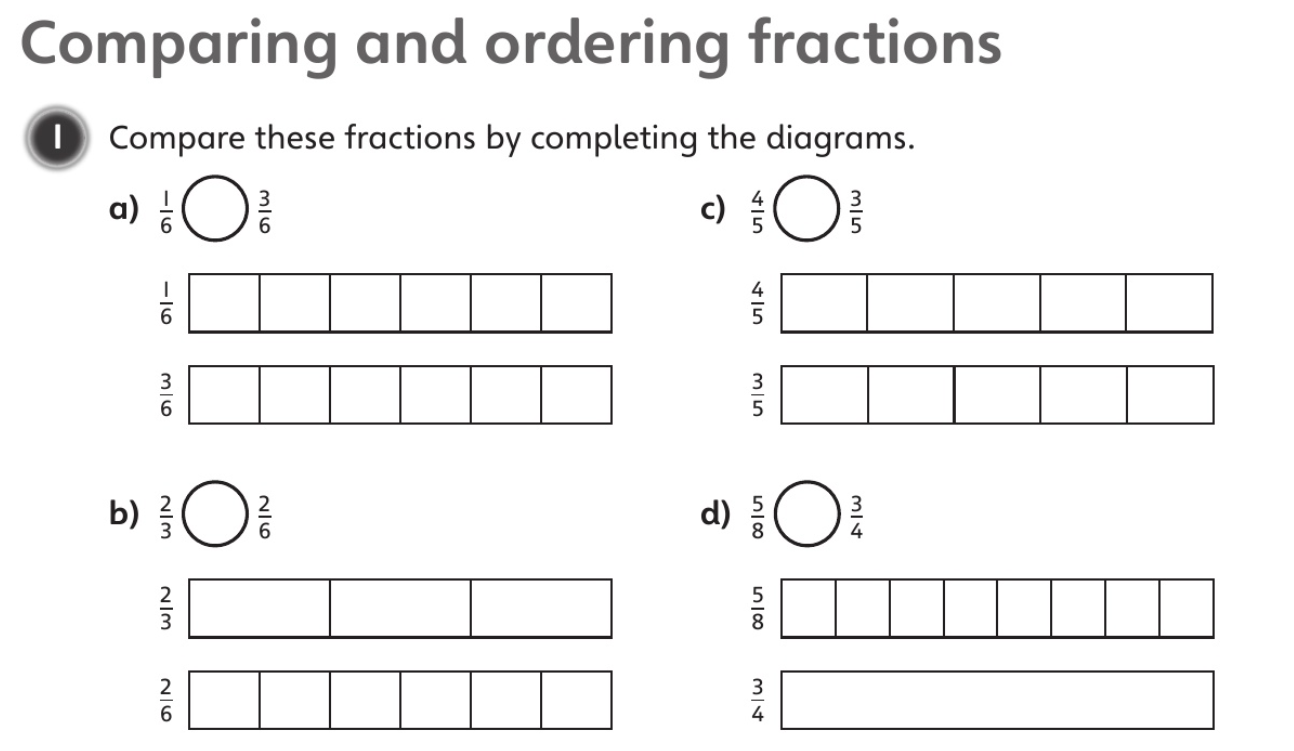 Comparing and ordering fractions
1 Compare these fractions by completing the diagrams.
a) 1/6 ◯ 3/6
1/6
3/6
b) 2/3 ◯ 2/6
2/3
2/6
c) 4/5 ◯ 3/5
4/5
3/5
d) 5/8 ◯ 3/4
5/8
3/4